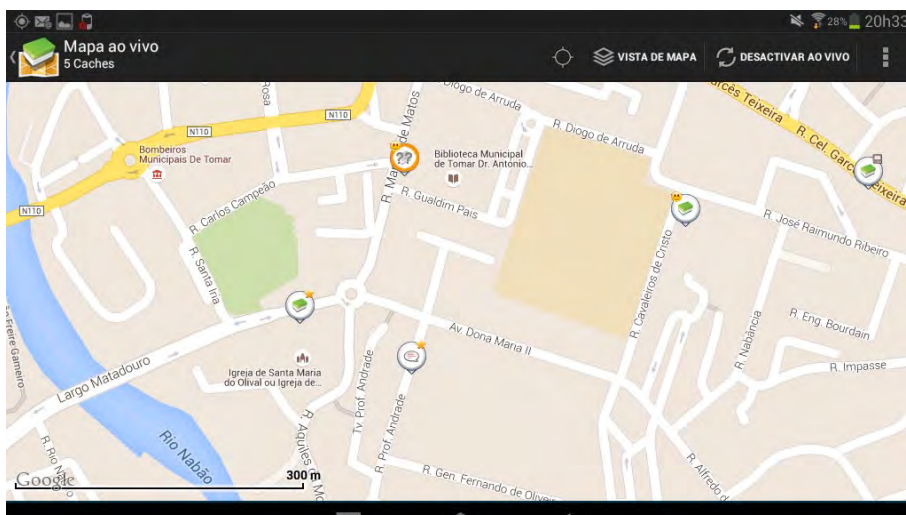 28% 20h33
Mapa ao vivo
5 Caches
VISTA DE MAPA
DESACTIVAR AO VIVO
Rosa
R. Diogo de Arruda
N110
N110
N110
Bombeiros
Municipais De Tomar
??
Biblioteca Municipal
de Tomar Dr. Antonio...
R. Cel. Garcês Teixeira
R. Gualdim Pais
R. Carlos Campeão
R. Santa Iria
R. José Raimundo Ribeiro
R. Cavaleiros de Cristo
R. Nabância
R. Eng. Bourdain
R. Impasse
Av. Dona Maria II
Igreja de Santa Maria
do Olival ou Igreja de...
Largo Matadouro
Tv. Prof. Andrade
R. Prof. Andrade
R. Aquiles
Rio Nabão
R. Gen. Fernando de Oliveira
R. Alfredo
Google
300 m